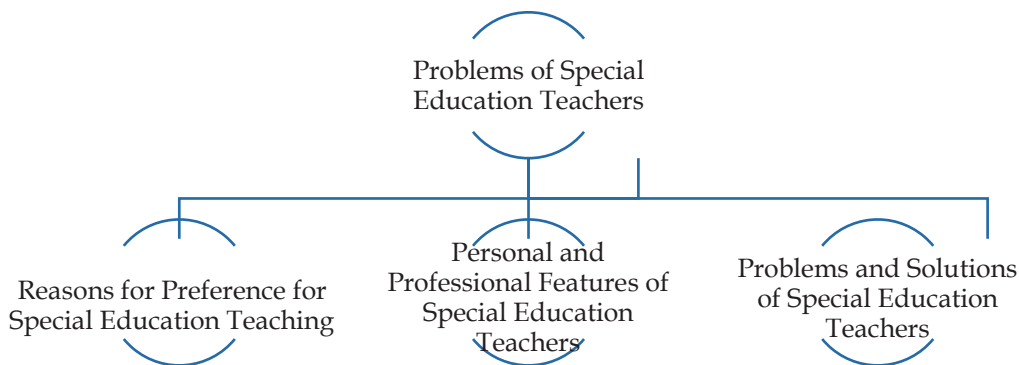 Problems of Special
Education Teachers
Reasons for Preference for
Special Education Teaching
Personal and
Professional Features of
Special Education
Teachers
Problems and Solutions
of Special Education
Teachers